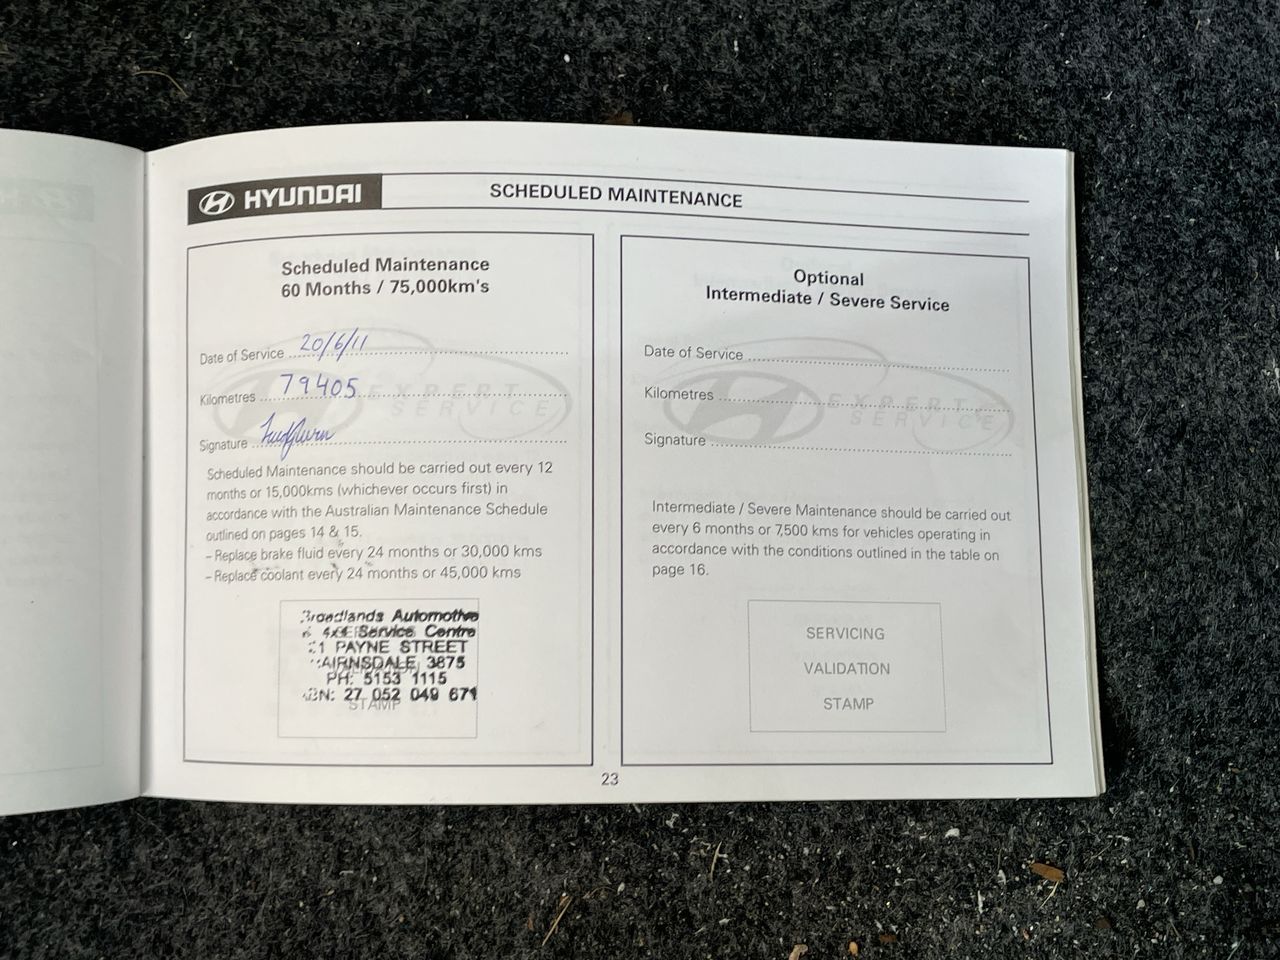 HYUNDAI
SCHEDULED MAINTENANCE
Scheduled Maintenance
60 Months / 75,000km's
Date of Service 20/6/11
Kilometres 79405
Signature
EXPERT
SERVICE
Scheduled Maintenance should be carried out every 12
months or 15,000kms (whichever occurs first) in
accordance with the Australian Maintenance Schedule
outlined on pages 14 & 15.
– Replace brake fluid every 24 months or 30,000 kms
– Replace coolant every 24 months or 45,000 kms
Automotive
4x4 Service Centre
PAYNE STREET
3875
PH: 5153 1115
27 052 049 671
STAMP
Optional
Intermediate / Severe Service
Date of Service
Kilometres
Signature
EXPERT
SERVICE
Intermediate / Severe Maintenance should be carried out
every 6 months or 7,500 kms for vehicles operating in
accordance with the conditions outlined in the table on
page 16.
SERVICING
VALIDATION
STAMP
23